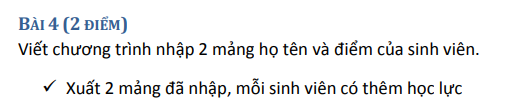 BÀI 4 (2 ĐIỂM)
Viết chương trình nhập 2 mảng họ tên và điểm của sinh viên.
✓ Xuất 2 mảng đã nhập, mỗi sinh viên có thêm học lực